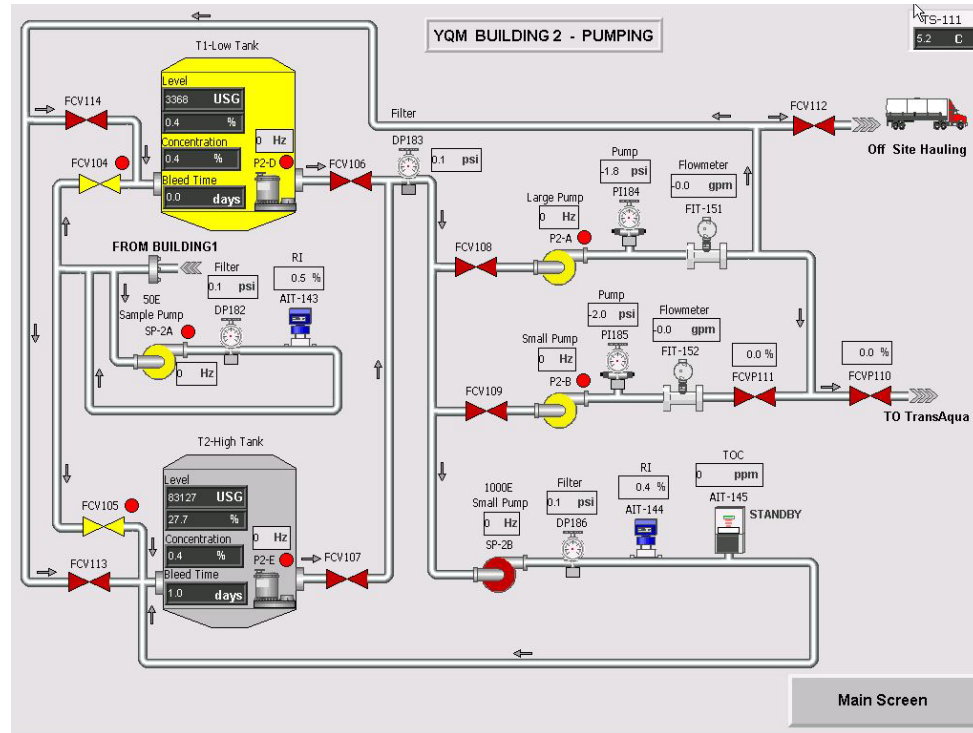 YQM BUILDING 2 - PUMPING
TS-111
5.2 C
T1-Low Tank
Level
3368 USG
0.4 %
Concentration
0.4 %
Bleed Time
0.0 days
0 Hz
P2-D
FCV114
FCV104
FCV106
Filter
DP183
0.1 psi
FCV112
Off Site Hauling
Pump
-1.8 psi
PI184
Flowmeter
-0.0 gpm
FIT-151
Large Pump
0 Hz
P2-A
FCV108
FROM BUILDING1
50E
Sample Pump
SP-2A
0 Hz
Filter
0.1 psi
DP182
RI
0.5 %
AIT-143
Pump
-2.0 psi
PI185
Flowmeter
-0.0 gpm
FIT-152
Small Pump
0 Hz
P2-B
FCV109
0.0 %
FCVP111
0.0 %
FCVP110
TO TransAqua
T2-High Tank
Level
83127 USG
27.7 %
Concentration
0.4 %
Bleed Time
1.0 days
0 Hz
P2-E
FCV105
FCV113
FCV107
1000E
Small Pump
0 Hz
SP-2B
Filter
0.1 psi
DP186
RI
0.4 %
AIT-144
TOC
0 ppm
AIT-145
STANDBY
Main Screen